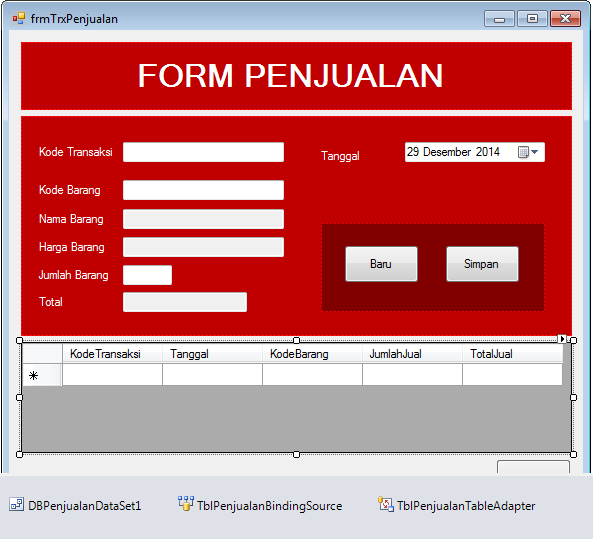 frmTrxPenjualan
FORM PENJUALAN
Kode Transaksi
Tanggal
29 Desember 2014
Kode Barang
Nama Barang
Harga Barang
Jumlah Barang
Total
Baru
Simpan
KodeTransaksi Tanggal KodeBarang JumlahJual TotalJual
DBPenjualanDataSet1 TblPenjualanBindingSource TblPenjualanTableAdapter